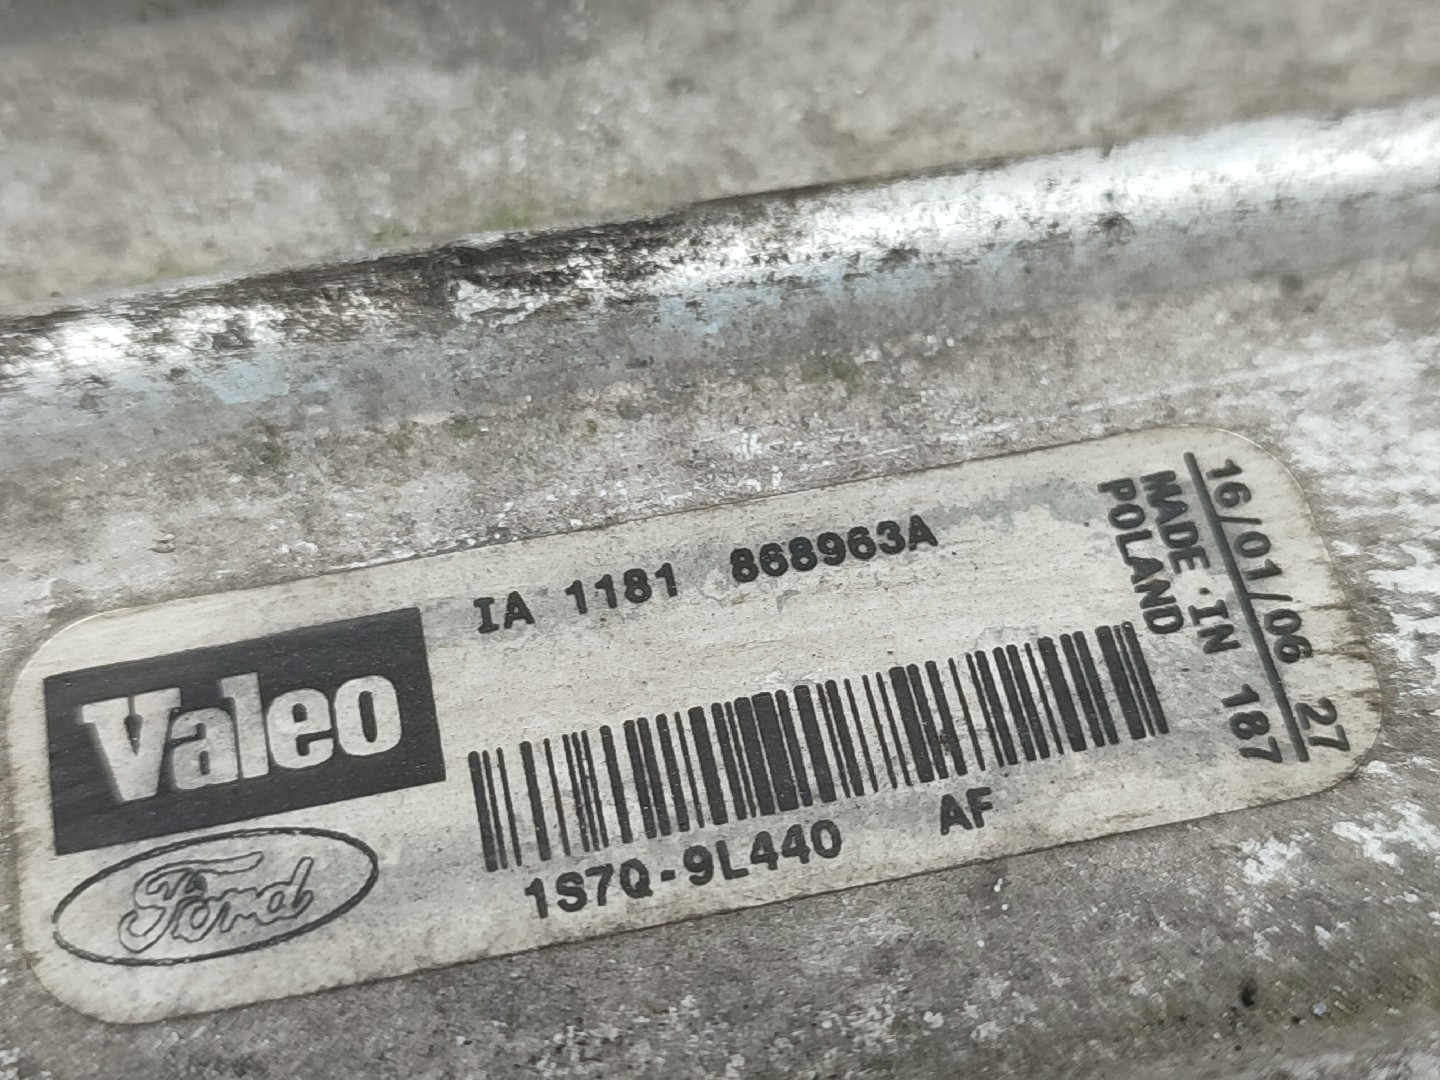 IA 1181 868963A
Valeo
Ford
1S7Q-9L440 AF
16/01/06 27
MADE IN 187
POLAND